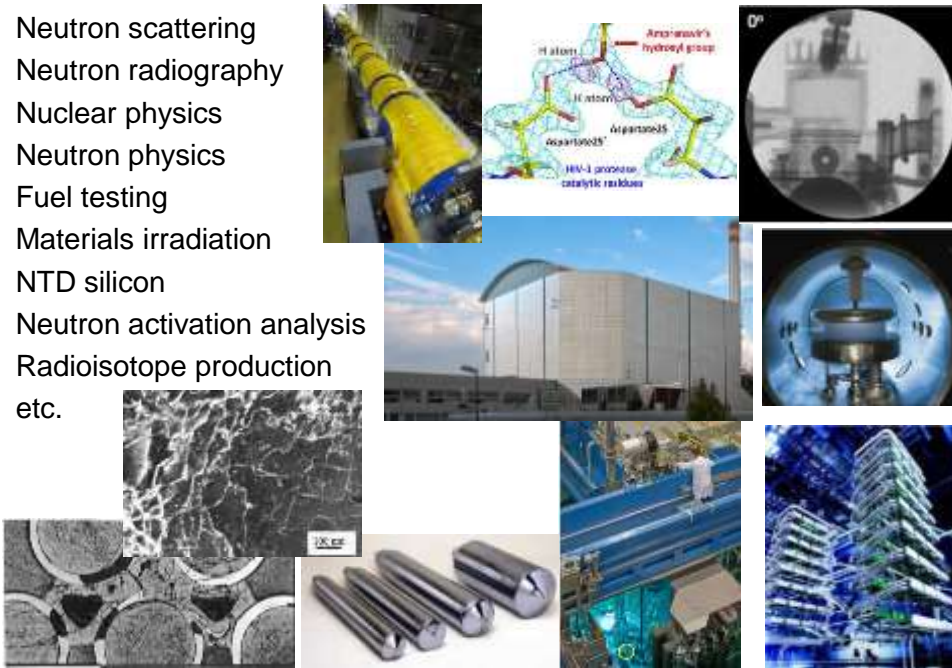 Neutron scattering
Neutron radiography
Nuclear physics
Neutron physics
Fuel testing
Materials irradiation
NTD silicon
Neutron activation analysis
Radioisotope production
etc.
Amprenavir's
hydroxyl group
H atom
H atom
Aspartate25
Aspartate25'
HIV-1 protease
catalytic residues
0°